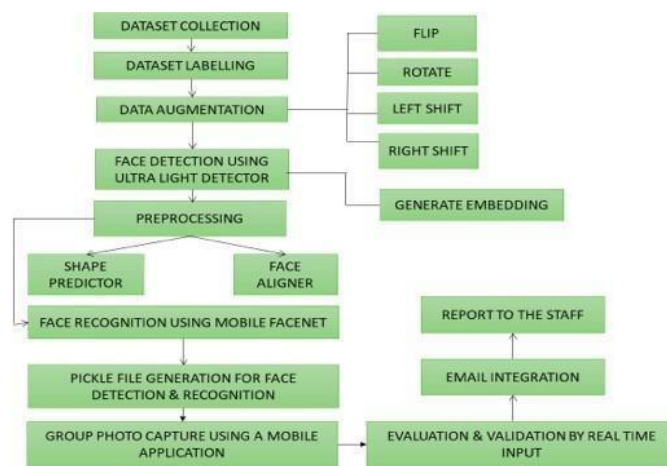 DATASET COLLECTION
DATASET LABELLING
DATA AUGMENTATION
FLIP
ROTATE
LEFT SHIFT
RIGHT SHIFT
FACE DETECTION USING
ULTRA LIGHT DETECTOR
GENERATE EMBEDDING
PREPROCESSING
SHAPE
PREDICTOR
FACE
ALIGNER
FACE RECOGNITION USING MOBILE FACENET
PICKLE FILE GENERATION FOR FACE
DETECTION & RECOGNITION
GROUP PHOTO CAPTURE USING A MOBILE
APPLICATION
EVALUATION & VALIDATION BY REAL TIME
INPUT
EMAIL INTEGRATION
REPORT TO THE STAFF